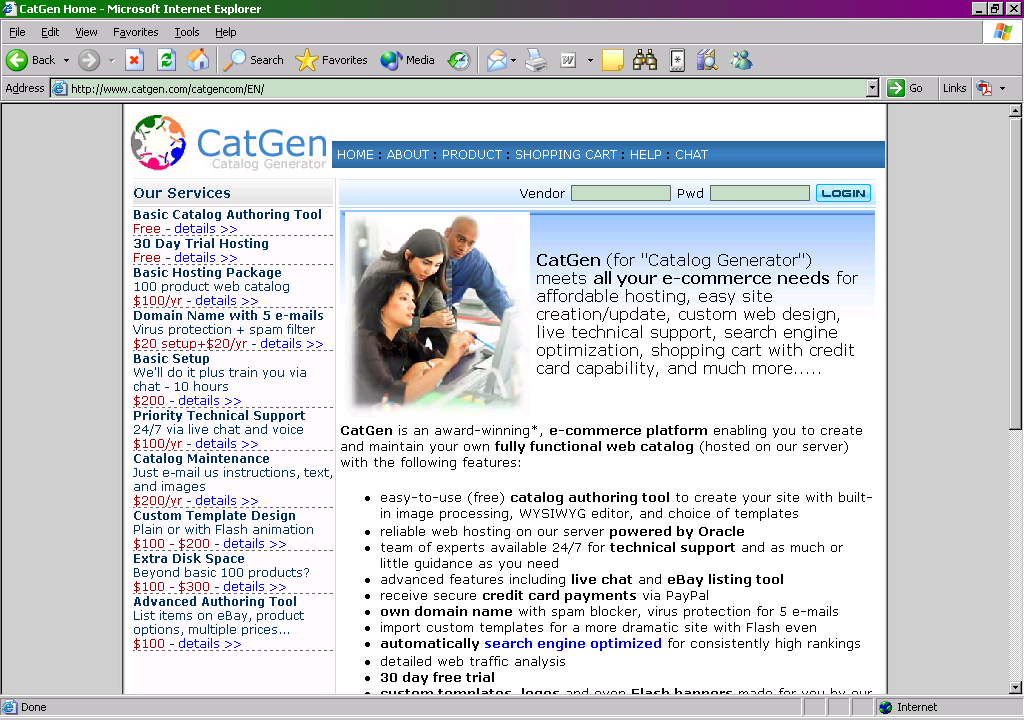 CatGen Home - Microsoft Internet Explorer
File Edit View Favorites Tools Help
Back Search Favorites Media
Address http://www.catgen.com/catgencom/EN/ Go Links
CatGen
Catalog Generator
HOME : ABOUT : PRODUCT : SHOPPING CART : HELP : CHAT
Vendor Pwd LOGIN
Our Services
Basic Catalog Authoring Tool
Free - details >>
30 Day Trial Hosting
Free - details >>
Basic Hosting Package
100 product web catalog
$100/yr - details >>
Domain Name with 5 e-mails
Virus protection + spam filter
$20 setup+$20/yr - details >>
Basic Setup
We'll do it plus train you via
chat - 10 hours
$200 - details >>
Priority Technical Support
24/7 via live chat and voice
$100/yr - details >>
Catalog Maintenance
Just e-mail us instructions, text,
and images
$200/yr - details >>
Custom Template Design
Plain or with Flash animation
$100 - $200 - details >>
Extra Disk Space
Beyond basic 100 products?
$100 - $300 - details >>
Advanced Authoring Tool
List items on eBay, product
options, multiple prices...
$100 - details >>
CatGen (for "Catalog Generator")
meets all your e-commerce needs for
affordable hosting, easy site
creation/update, custom web design,
live technical support, search engine
optimization, shopping cart with credit
card capability, and much more.....
CatGen is an award-winning*, e-commerce platform enabling you to create
and maintain your own fully functional web catalog (hosted on our server)
with the following features:
• easy-to-use (free) catalog authoring tool to create your site with built-
in image processing, WYSIWYG editor, and choice of templates
• reliable web hosting on our server powered by Oracle
• team of experts available 24/7 for technical support and as much or
little guidance as you need
• advanced features including live chat and eBay listing tool
• receive secure credit card payments via PayPal
• own domain name with spam blocker, virus protection for 5 e-mails
• import custom templates for a more dramatic site with Flash even
• automatically search engine optimized for consistently high rankings
• detailed web traffic analysis
• 30 day free trial
• custom templates, logos and even Flash banners made for you by our
Done Internet